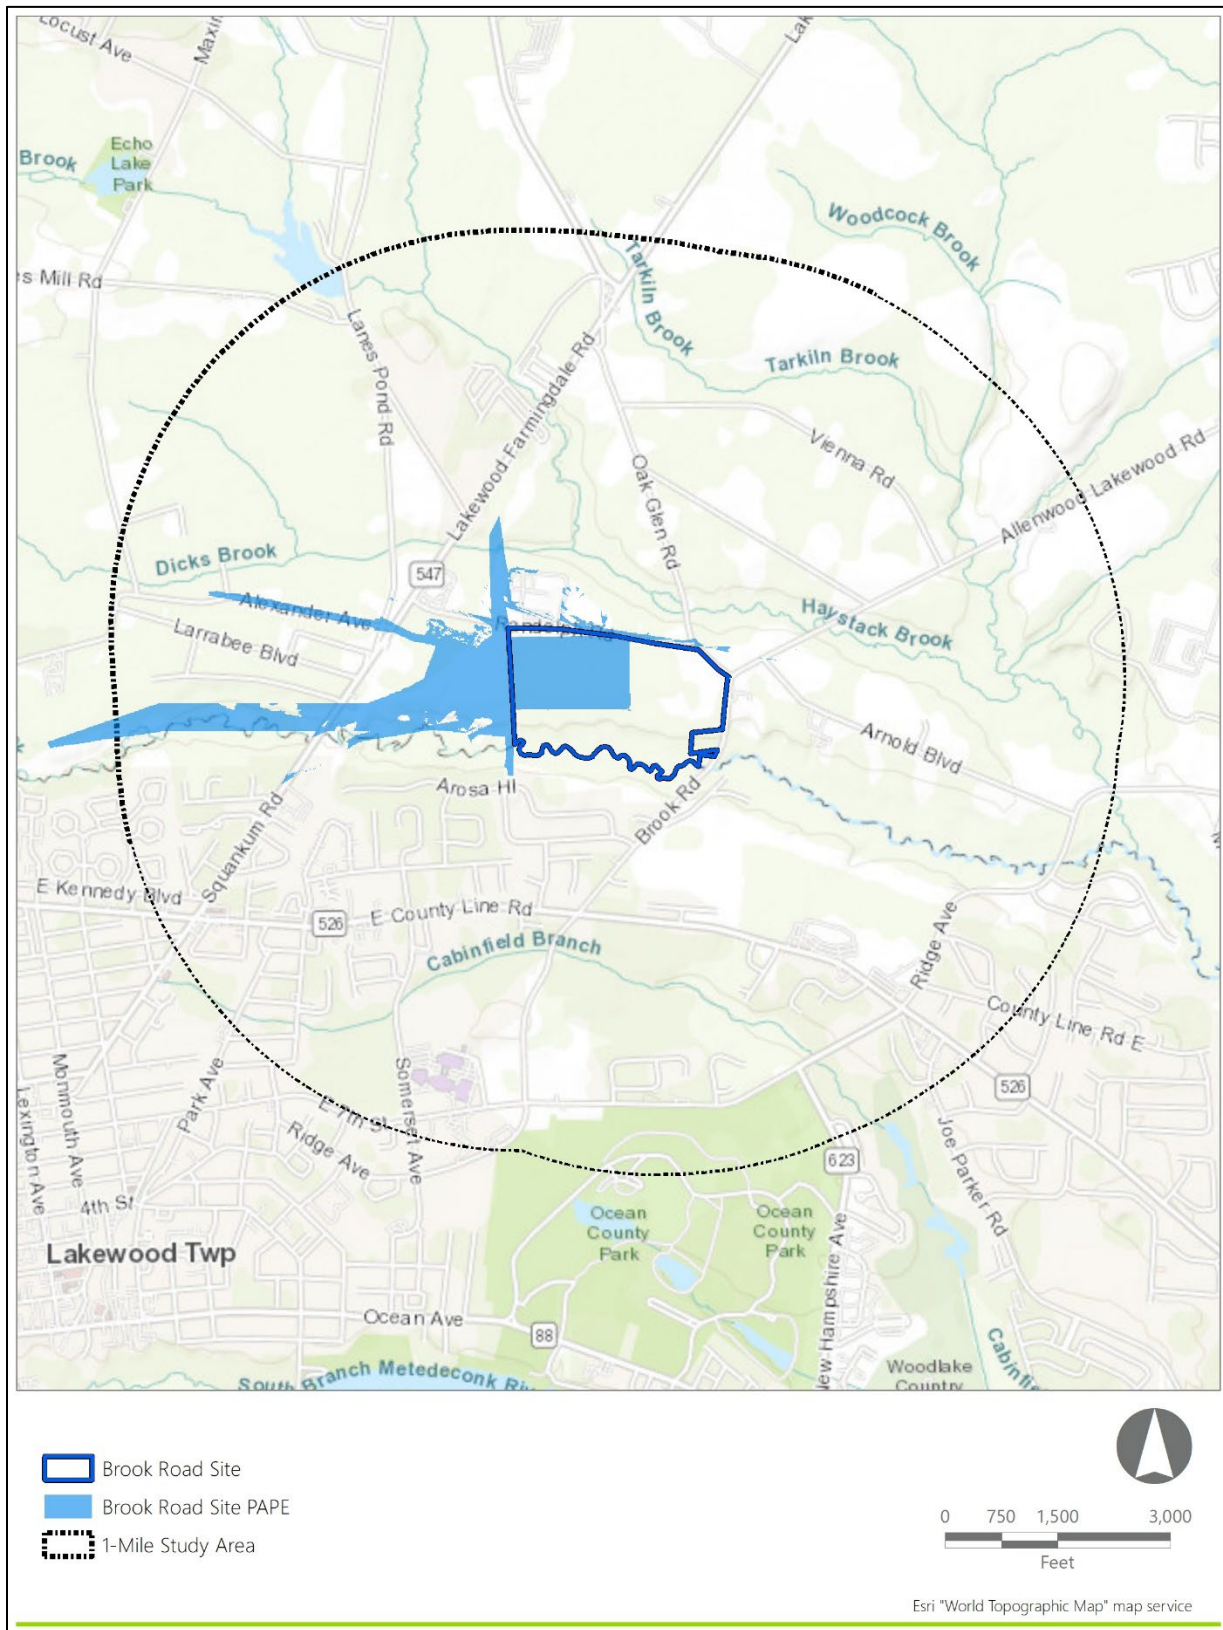 Locust Ave
Lak
Echo
Lake
Park
Brook
Woodcock Brook
Tarkiln
Brook
s Mill Rd
Tarkiln Brook
Lanes Pond Rd
Lakewood Farmingdale Rd
Vienna Rd
Oak Glen Rd
Allenwood Lakewood Rd
Dicks Brook
547
Alexander Ave
Haystack Brook
Larrabee Blvd
Arnold Blvd
Arosa Hl
Brook Rd
Squankum Rd
E Kennedy Blvd
526
E County Line Rd
Cabinfield Branch
Ridge Ave
County Line Rd E
Monmouth Ave
Lexington Ave
Park Ave
Somerset Ave
E 7th St
Ridge Ave
526
Joe Parker Rd
623
4th St
Ocean
County
Park
Ocean
County
Park
Lakewood Twp
New Hampshire Ave
Ocean Ave
88
Woodlake
Country
South Branch Metedeconk Riv
Cabinfie
Brook Road Site
Brook Road Site PAPE
1-Mile Study Area
0 750 1,500 3,000
Feet
Esri "World Topographic Map" map service